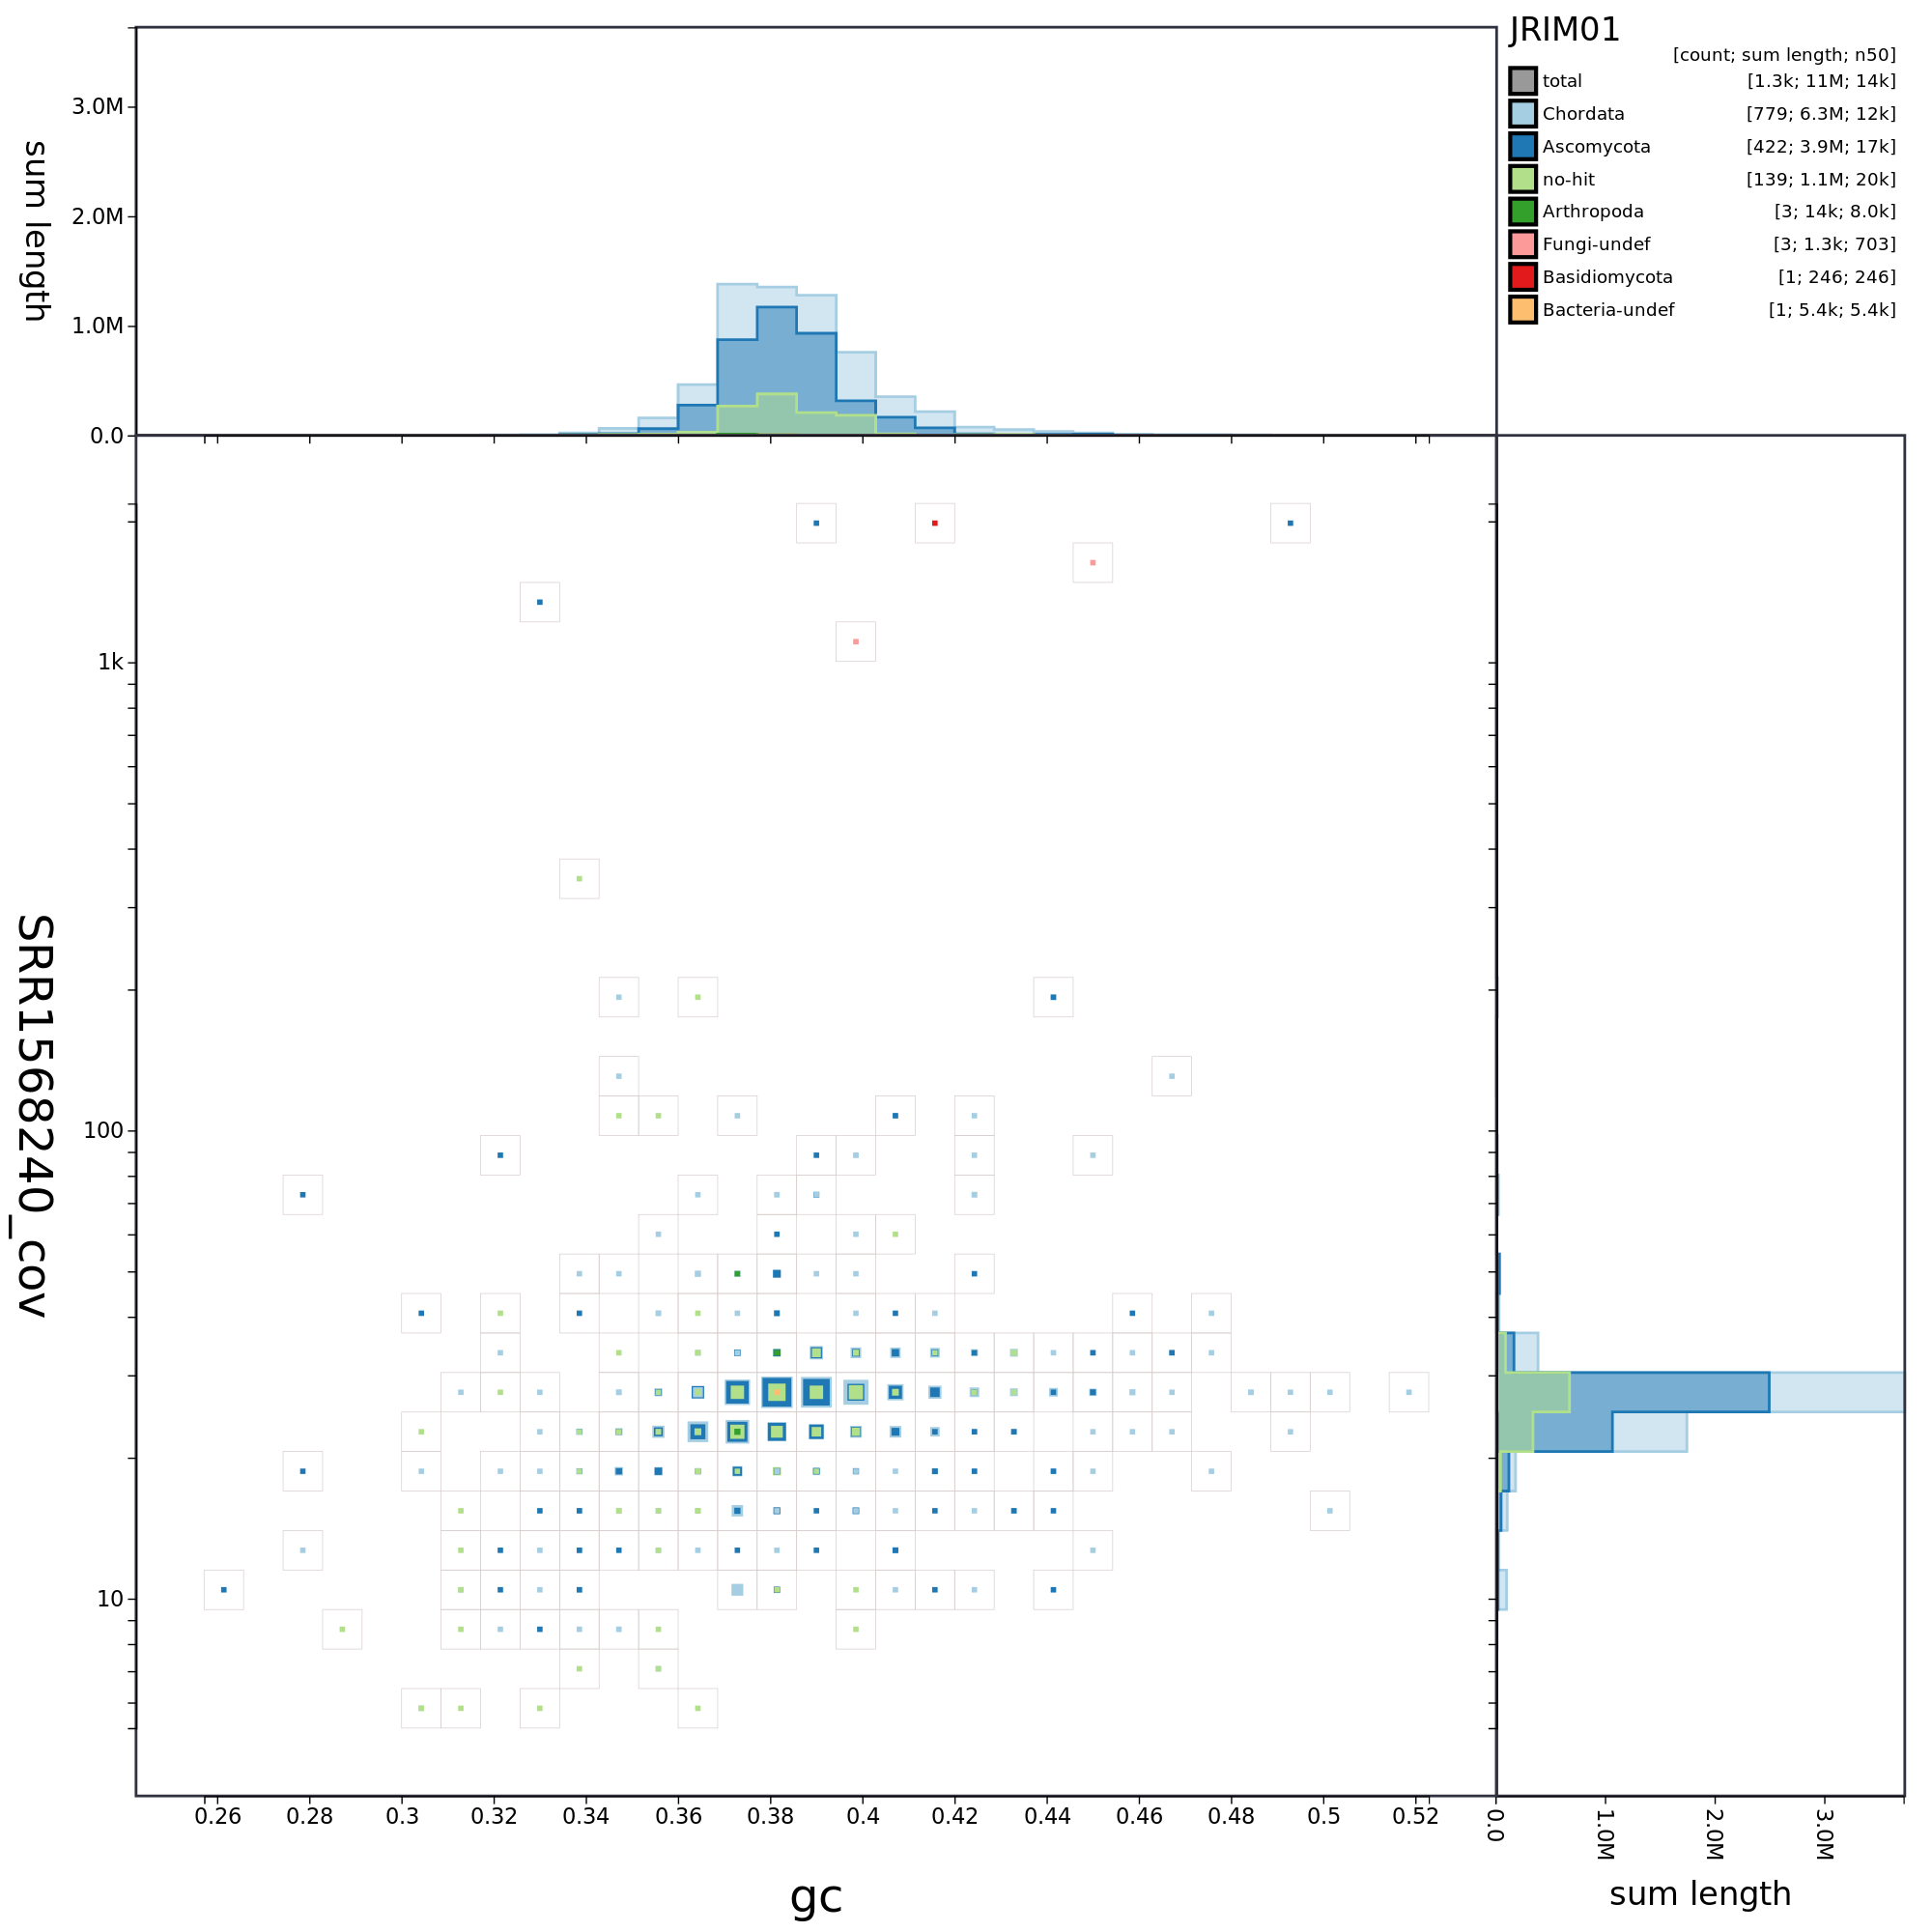 JRIM01
[count; sum length; n50]
total [1.3k; 11M; 14k]
Chordata [779; 6.3M; 12k]
Ascomycota [422; 3.9M; 17k]
no-hit [139; 1.1M; 20k]
Arthropoda [3; 14k; 8.0k]
Fungi-undef [3; 1.3k; 703]
Basidiomycota [1; 246; 246]
Bacteria-undef [1; 5.4k; 5.4k]
sum length
3.0M
2.0M
1.0M
0.0
SRR1568240_cov
1k
100
10
0.26 0.28 0.3 0.32 0.34 0.36 0.38 0.4 0.42 0.44 0.46 0.48 0.5 0.52
gc
0.0 1.0M 2.0M 3.0M
sum length